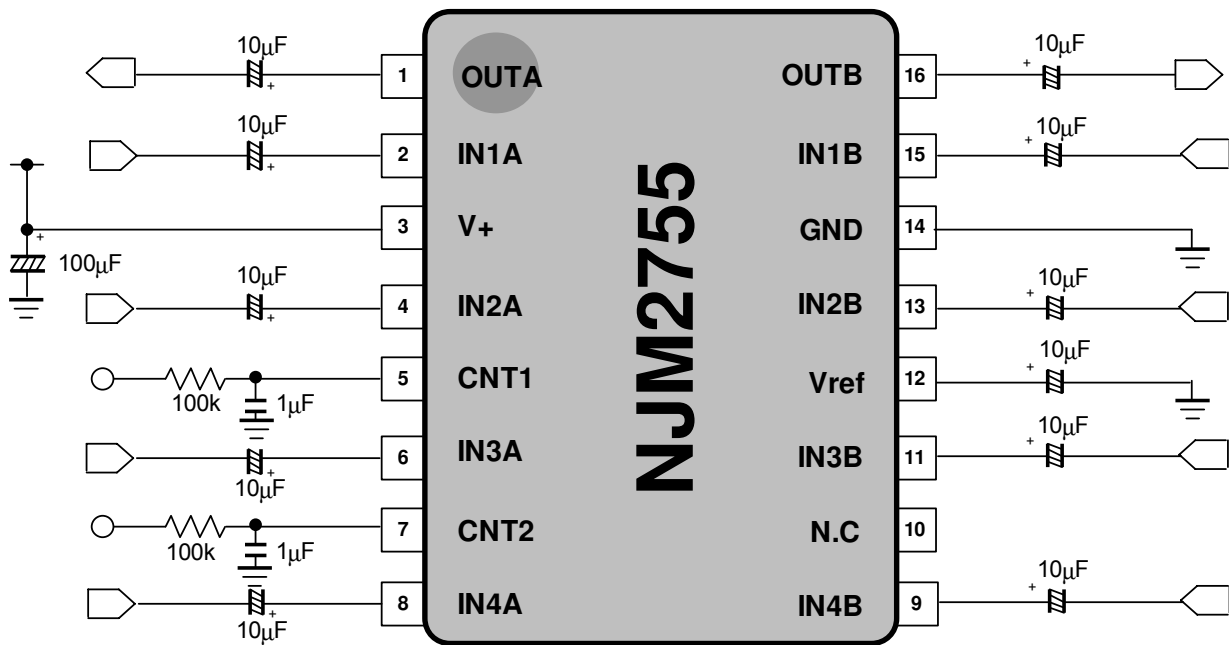 10µF 10µF
1 OUTA OUTB 16
+ +
10µF 10µF
2 IN1A IN1B 15
+ +
3 V+ GND 14
+
100µF
10µF 10µF
4 IN2A IN2B 13
+ +
10µF
5 CNT1 Vref 12
+
100k 1µF
10µF
6 IN3A IN3B 11
+ +
10µF
7 CNT2 N.C 10
100k 1µF
10µF
8 IN4A IN4B 9
+ +
10µF
NJM2755